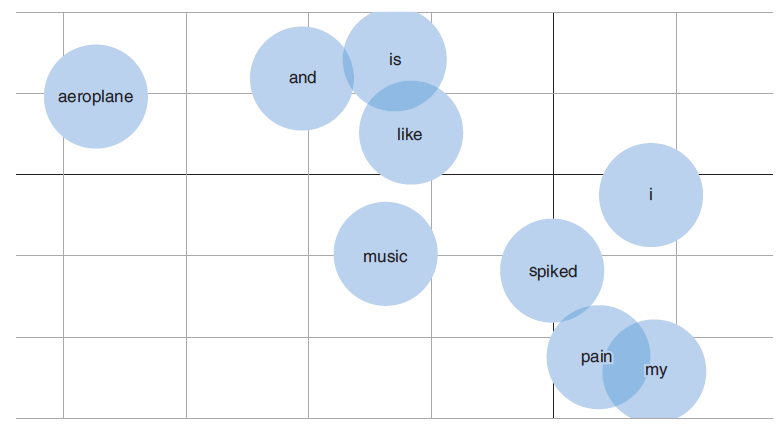 is
and
aeroplane
like
i
music
spiked
pain
my